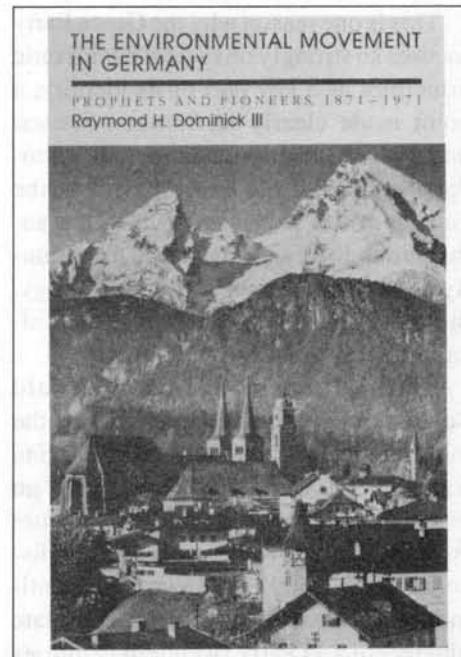 THE ENVIRONMENTAL MOVEMENT
IN GERMANY
PROPHETS AND PIONEERS, 1871–1971
Raymond H. Dominick III